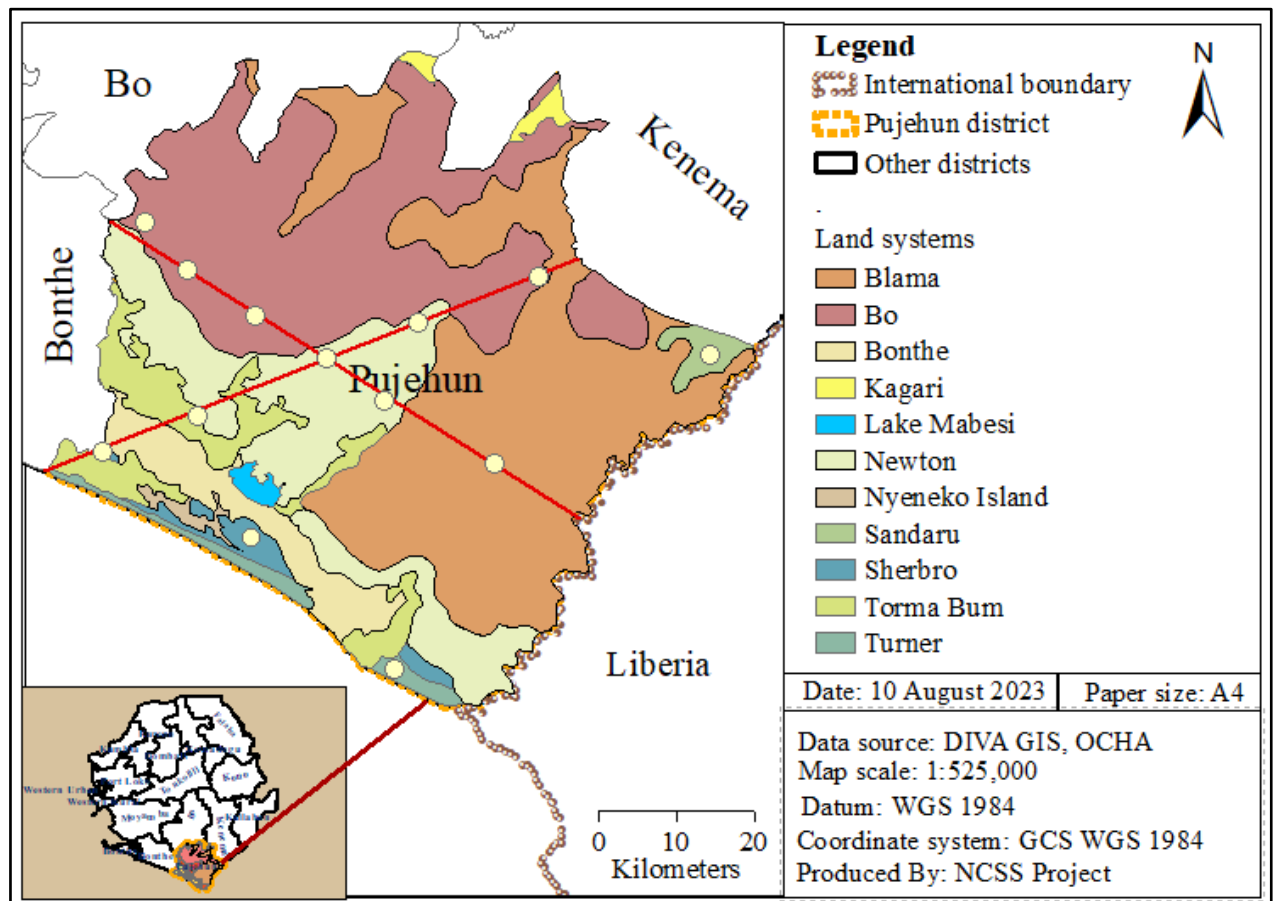 Bo
Kenema
Bonthe
Pujehun
Liberia
0 10 20
Kilometers
Legend
N
International boundary
Pujehun district
Other districts
.
Land systems
Blama
Bo
Bonthe
Kagari
Lake Mabesi
Newton
Nyeneko Island
Sandaru
Sherbro
Torma Bum
Turner
Date: 10 August 2023
Paper size: A4
Data source: DIVA GIS, OCHA
Map scale: 1:525,000
Datum: WGS 1984
Coordinate system: GCS WGS 1984
Produced By: NCSS Project
Kono